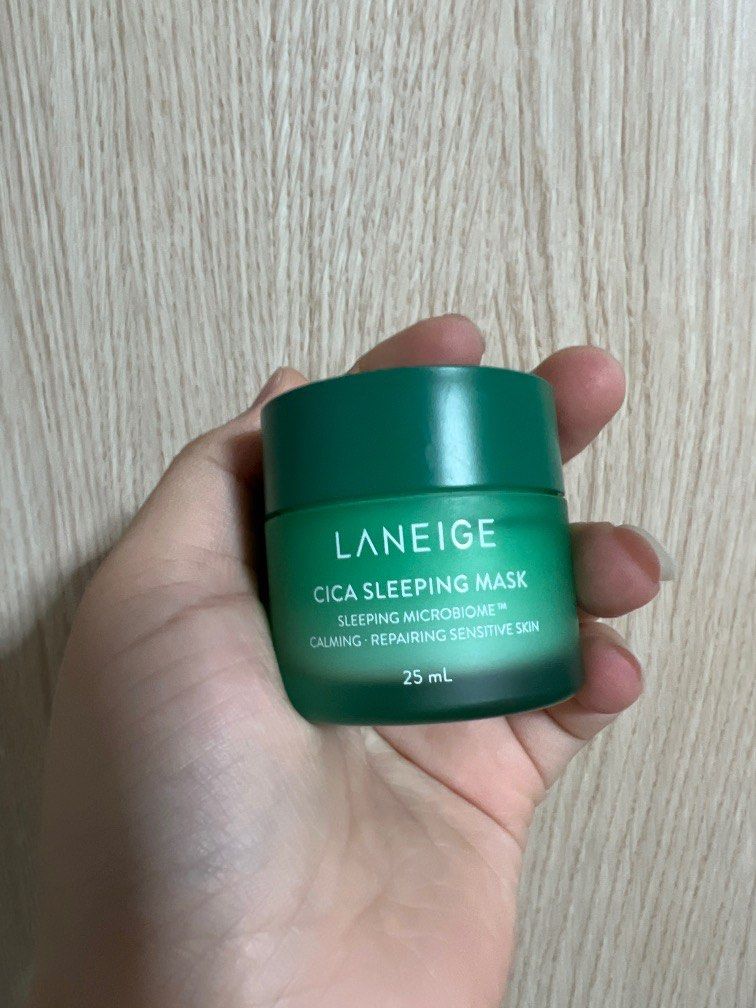 LANEIGE
CICA SLEEPING MASK
SLEEPING MICROBIOME™
CALMING · REPAIRING SENSITIVE SKIN
25 mL